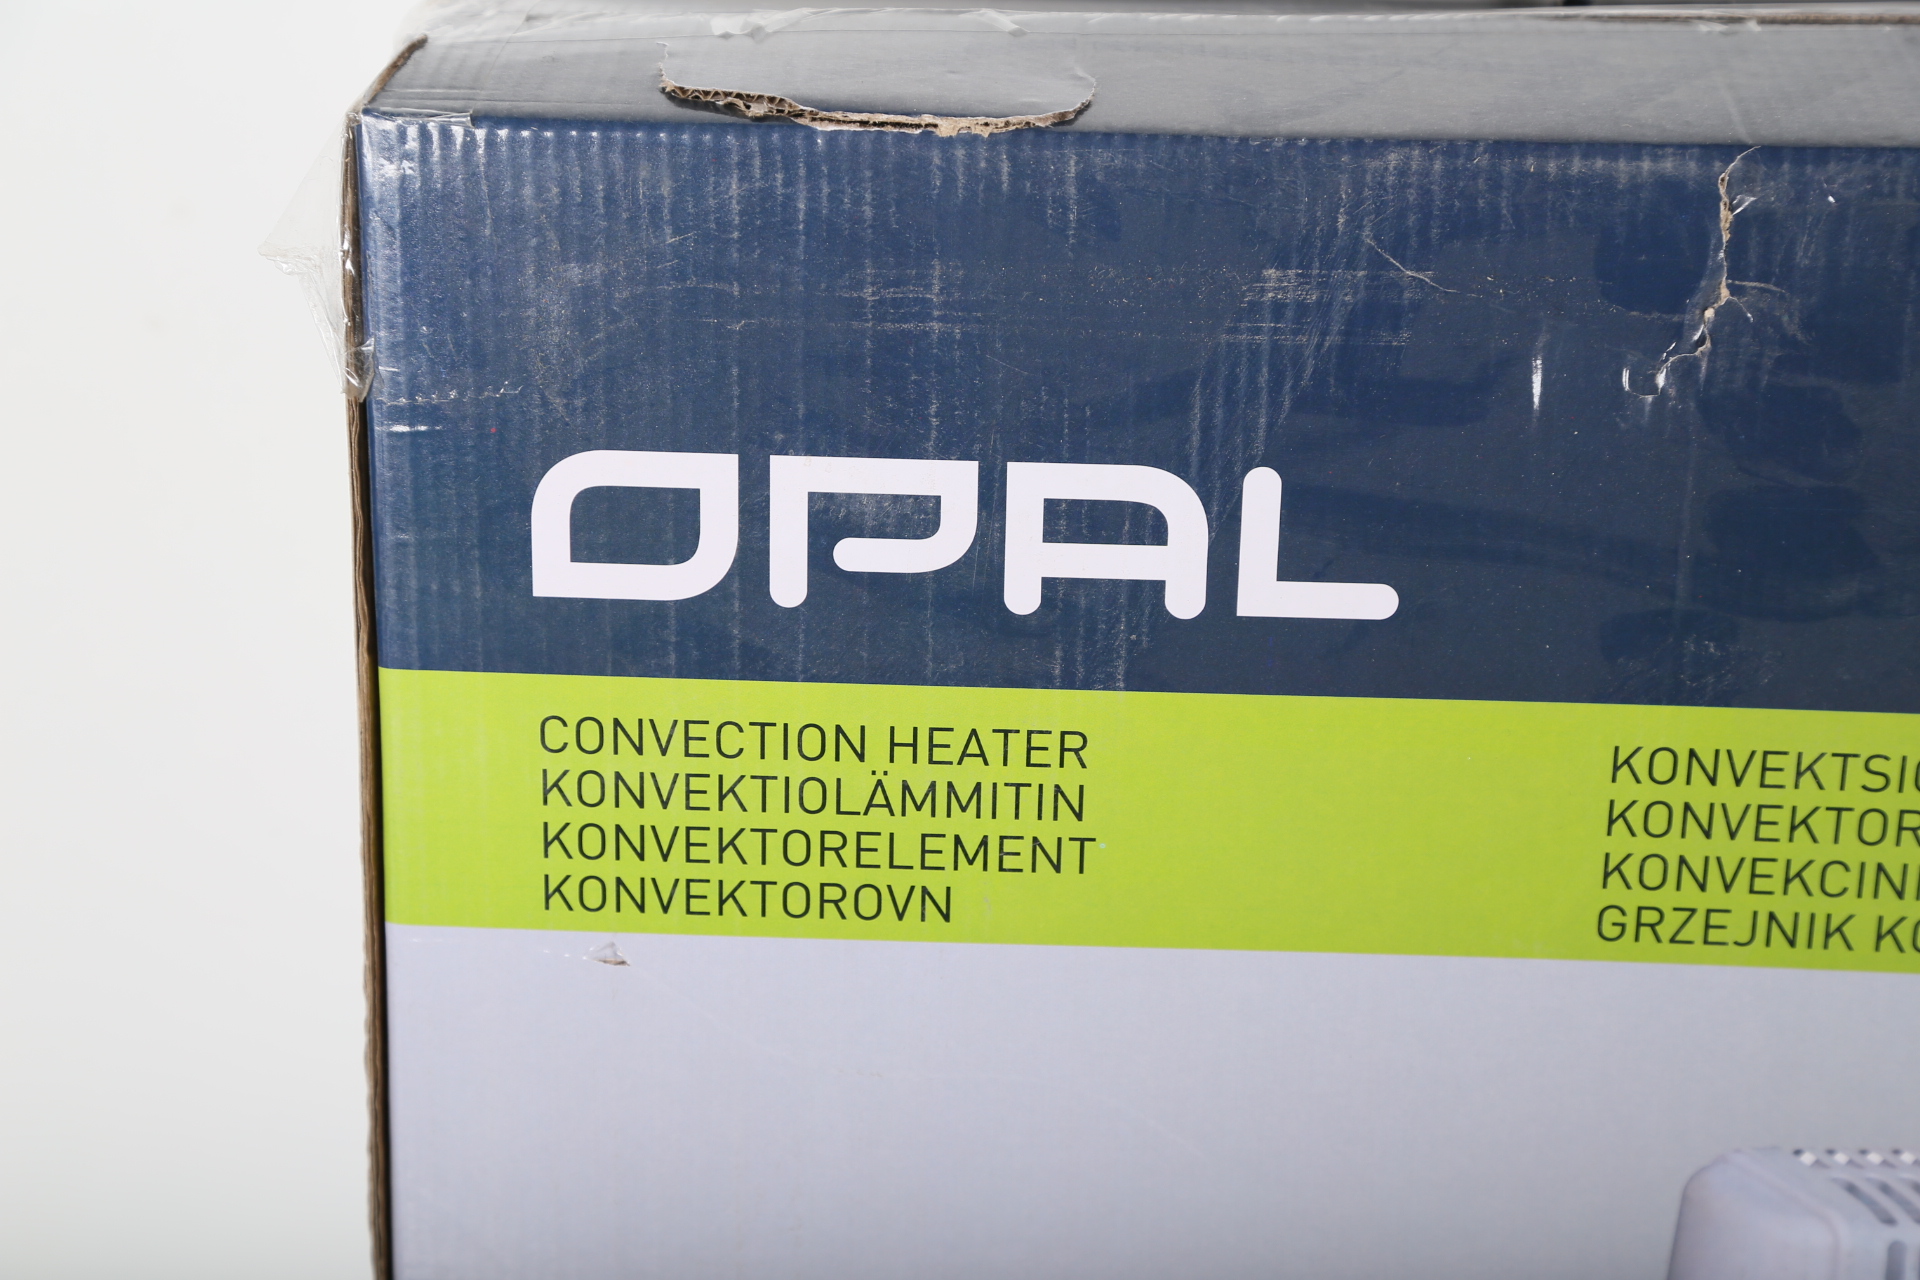 OPAL
CONVECTION HEATER
KONVEKTIOLÄMMITIN
KONVEKTORELEMENT
KONVEKTOROVN
GRZEJNIK